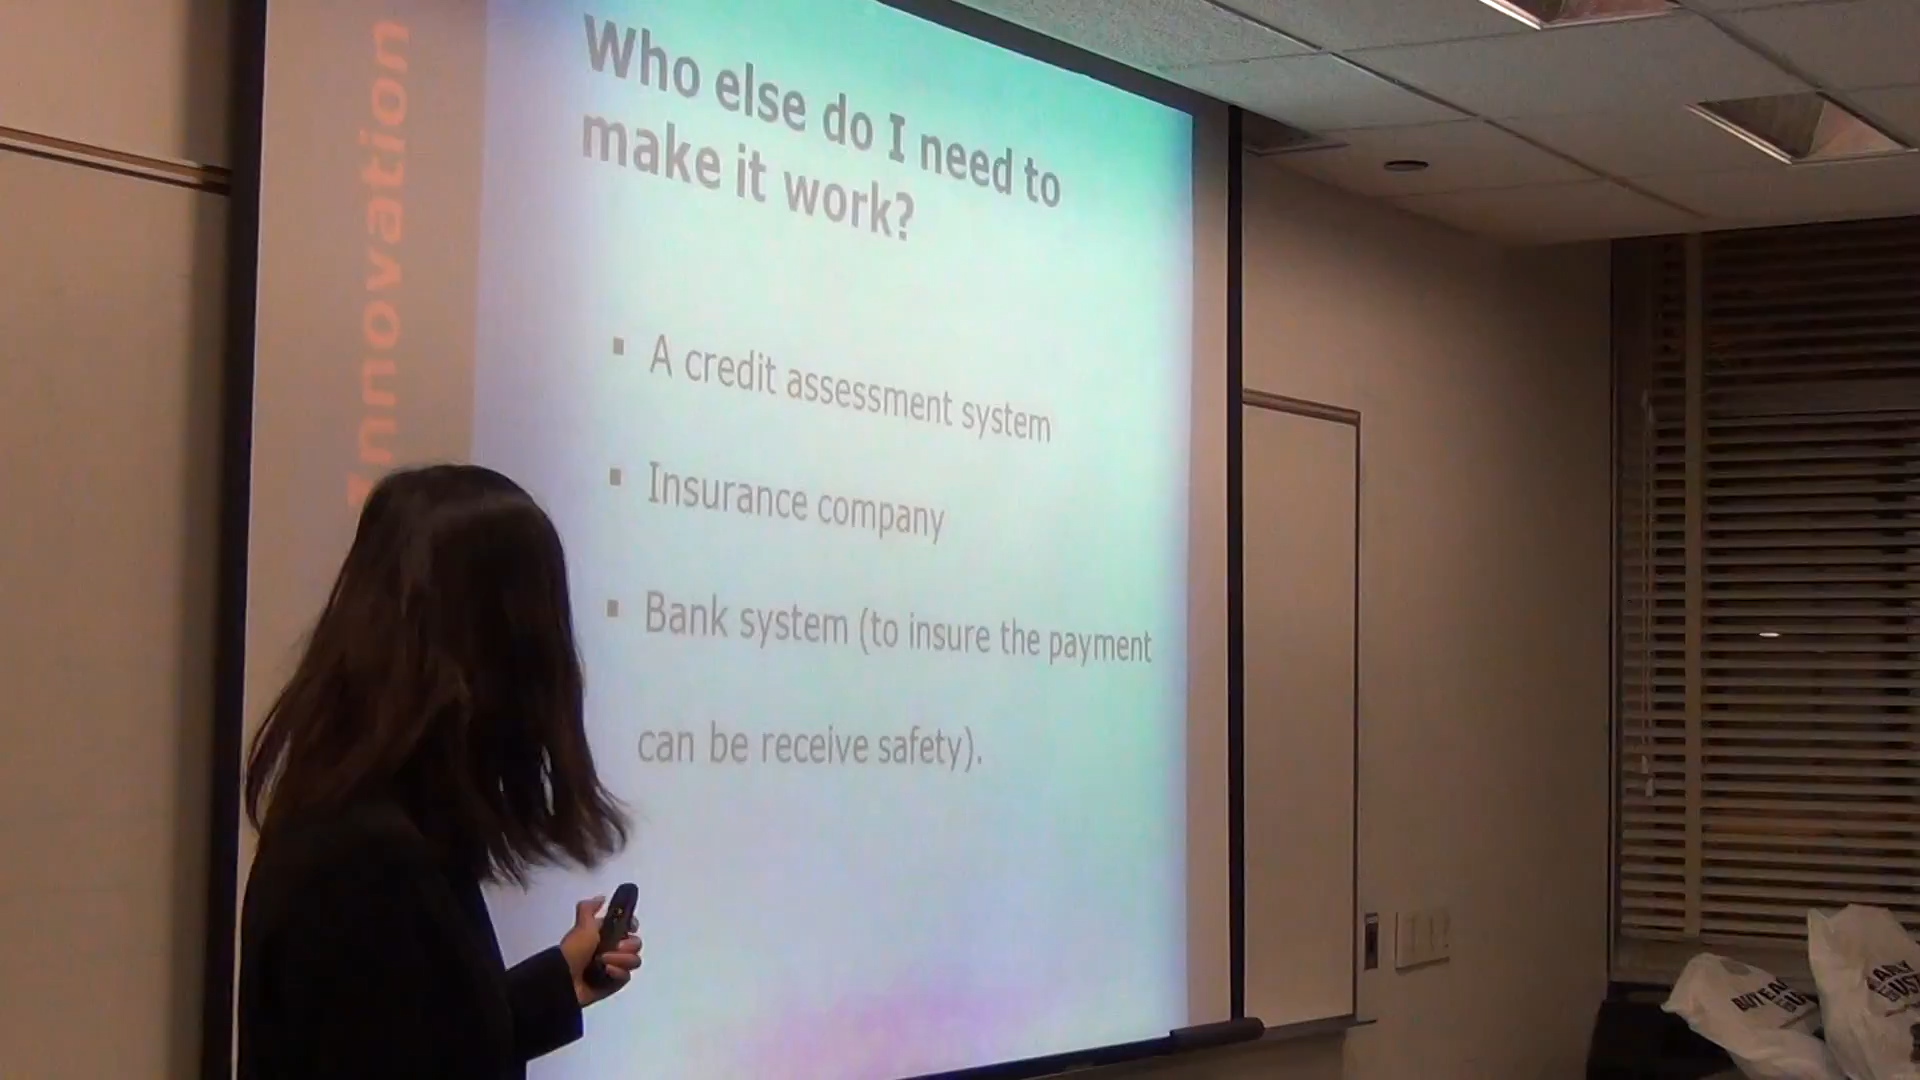 Innovation
Who else do I need to
make it work?
▪ A credit assessment system
▪ Insurance company
▪ Bank system (to insure the payment
can be receive safety).